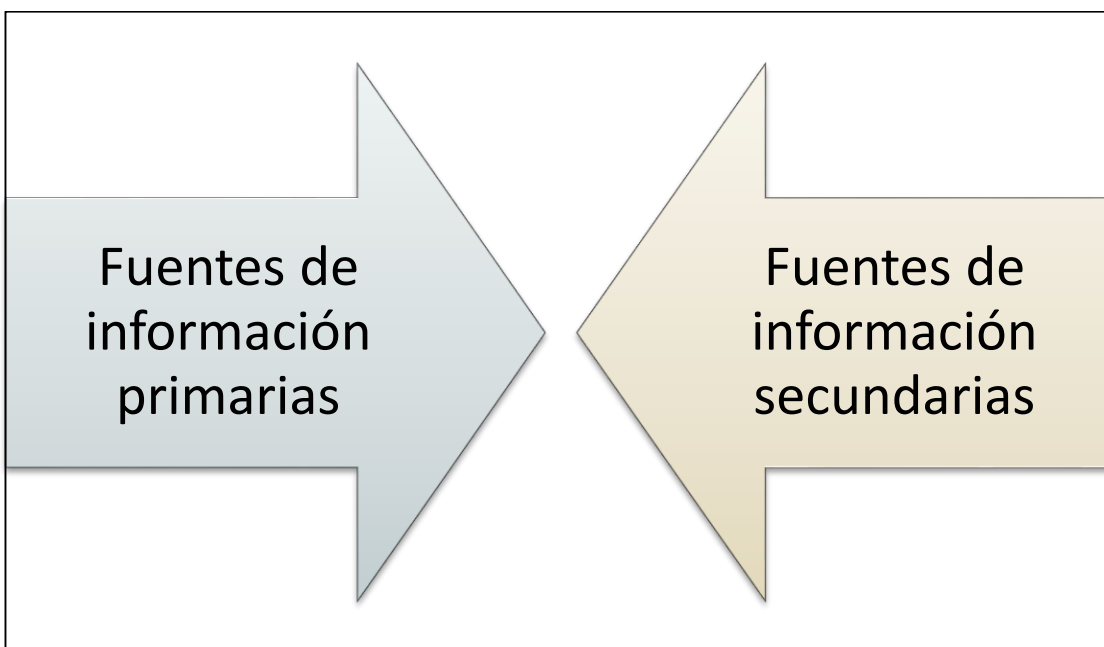 Fuentes de
información
primarias
Fuentes de
información
secundarias